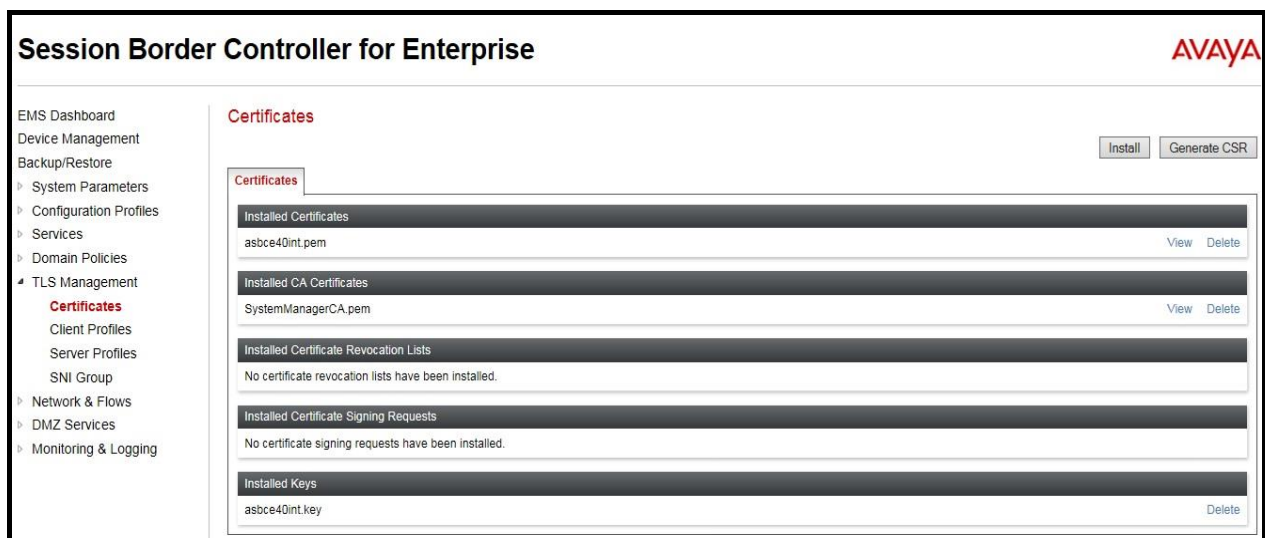 Session Border Controller for Enterprise
AVAYA
EMS Dashboard
Device Management
Backup/Restore
System Parameters
Configuration Profiles
Services
Domain Policies
TLS Management
Certificates
Client Profiles
Server Profiles
SNI Group
Network & Flows
DMZ Services
Monitoring & Logging
Certificates
Install Generate CSR
Certificates
Installed Certificates
asbce40int.pem View Delete
Installed CA Certificates
SystemManagerCA.pem View Delete
Installed Certificate Revocation Lists
No certificate revocation lists have been installed.
Installed Certificate Signing Requests
No certificate signing requests have been installed.
Installed Keys
asbce40int.key Delete